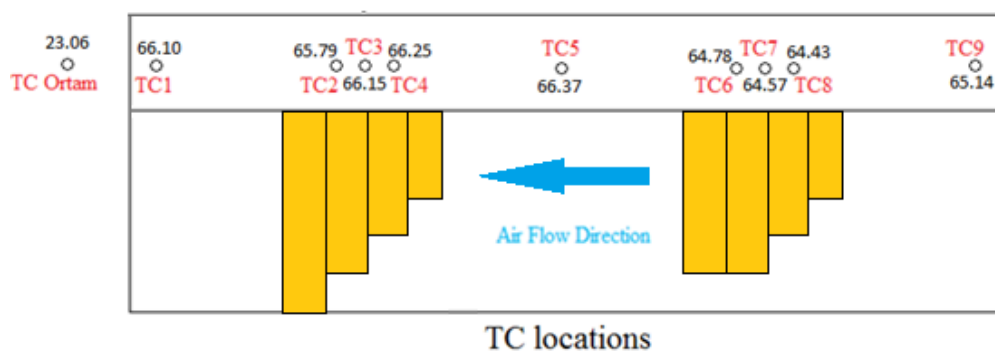 23.06
TC Ortam
66.10
TC1
65.79 TC3 66.25
TC2 66.15 TC4
TC5
66.37
64.78 TC7 64.43
TC6 64.57 TC8
TC9
65.14
Air Flow Direction
TC locations